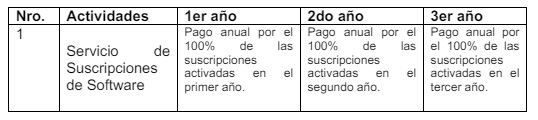 Nro. Actividades 1er año 2do año 3er año
1
Servicio de
Suscripciones
de Software
Pago anual por el
100% de las
suscripciones
activadas en el
primer año.
Pago anual por el
100% de las
suscripciones
activadas en el
segundo año.
Pago anual por
el 100% de las
suscripciones
activadas en el
tercer año.